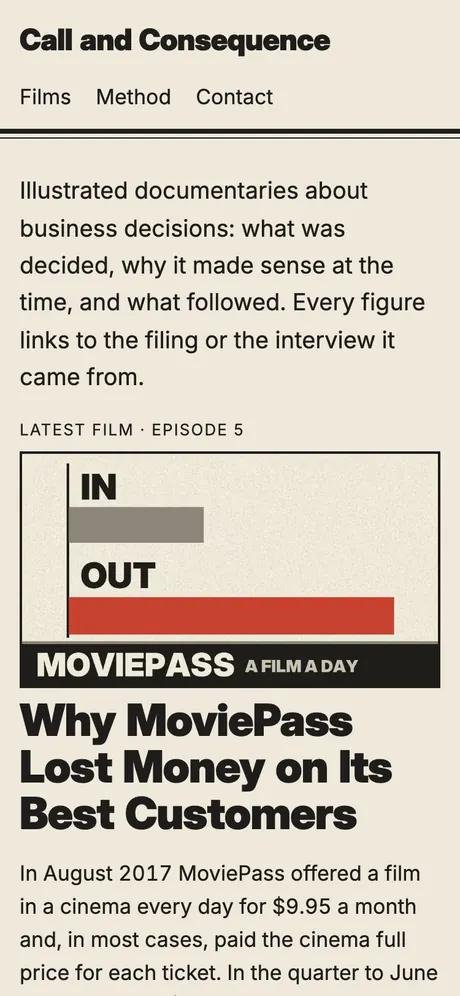 Call and Consequence
Films Method Contact
Illustrated documentaries about
business decisions: what was
decided, why it made sense at the
time, and what followed. Every figure
links to the filing or the interview it
came from.
LATEST FILM · EPISODE 5
IN
OUT
MOVIEPASS A FILM A DAY
Why MoviePass
Lost Money on Its
Best Customers
In August 2017 MoviePass offered a film
in a cinema every day for $9.95 a month
and, in most cases, paid the cinema full
price for each ticket. In the quarter to June